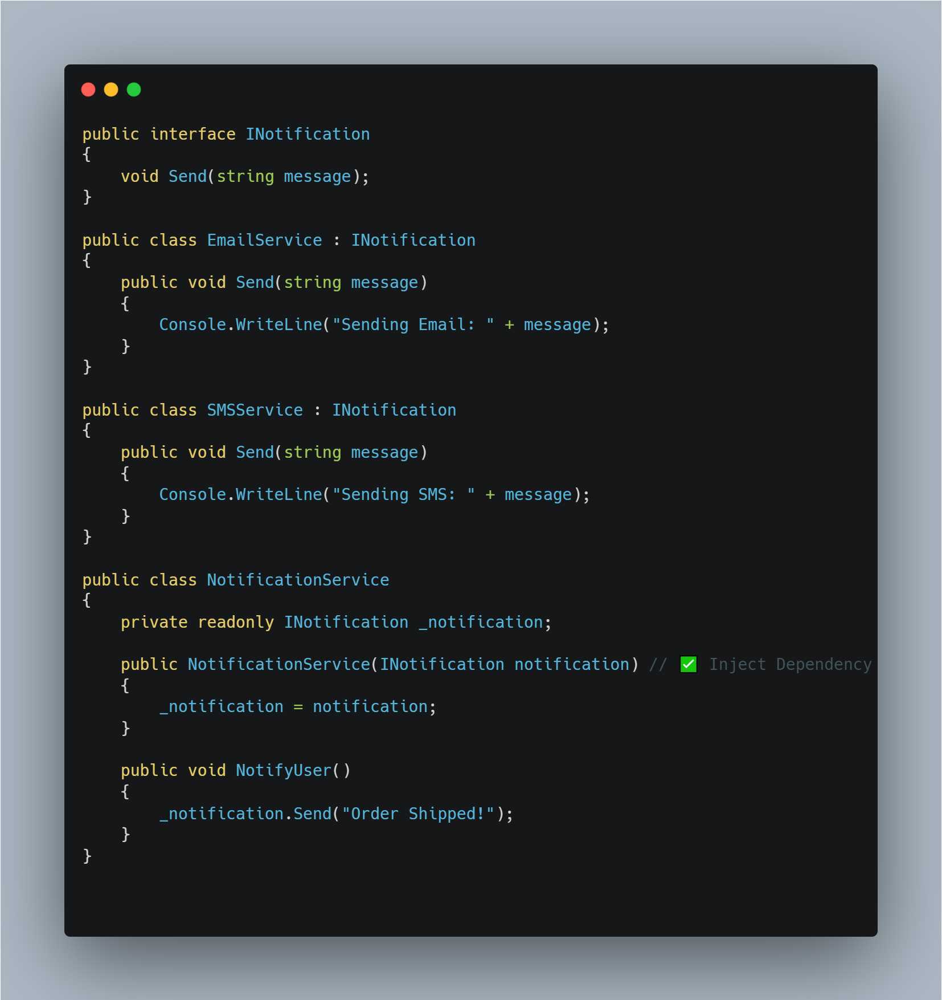 public interface INotification
{
    void Send(string message);
}

public class EmailService : INotification
{
    public void Send(string message)
    {
        Console.WriteLine("Sending Email: " + message);
    }
}

public class SMSService : INotification
{
    public void Send(string message)
    {
        Console.WriteLine("Sending SMS: " + message);
    }
}

public class NotificationService
{
    private readonly INotification _notification;

    public NotificationService(INotification notification) // ✅ Inject Dependency
    {
        _notification = notification;
    }

    public void NotifyUser()
    {
        _notification.Send("Order Shipped!");
    }
}